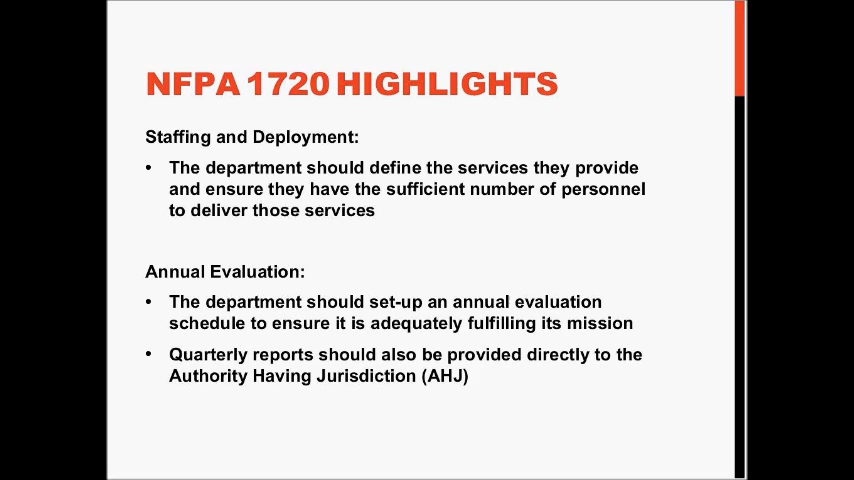 NFPA 1720 HIGHLIGHTS
Staffing and Deployment:
• The department should define the services they provide
and ensure they have the sufficient number of personnel
to deliver those services
Annual Evaluation:
• The department should set-up an annual evaluation
schedule to ensure it is adequately fulfilling its mission
• Quarterly reports should also be provided directly to the
Authority Having Jurisdiction (AHJ)